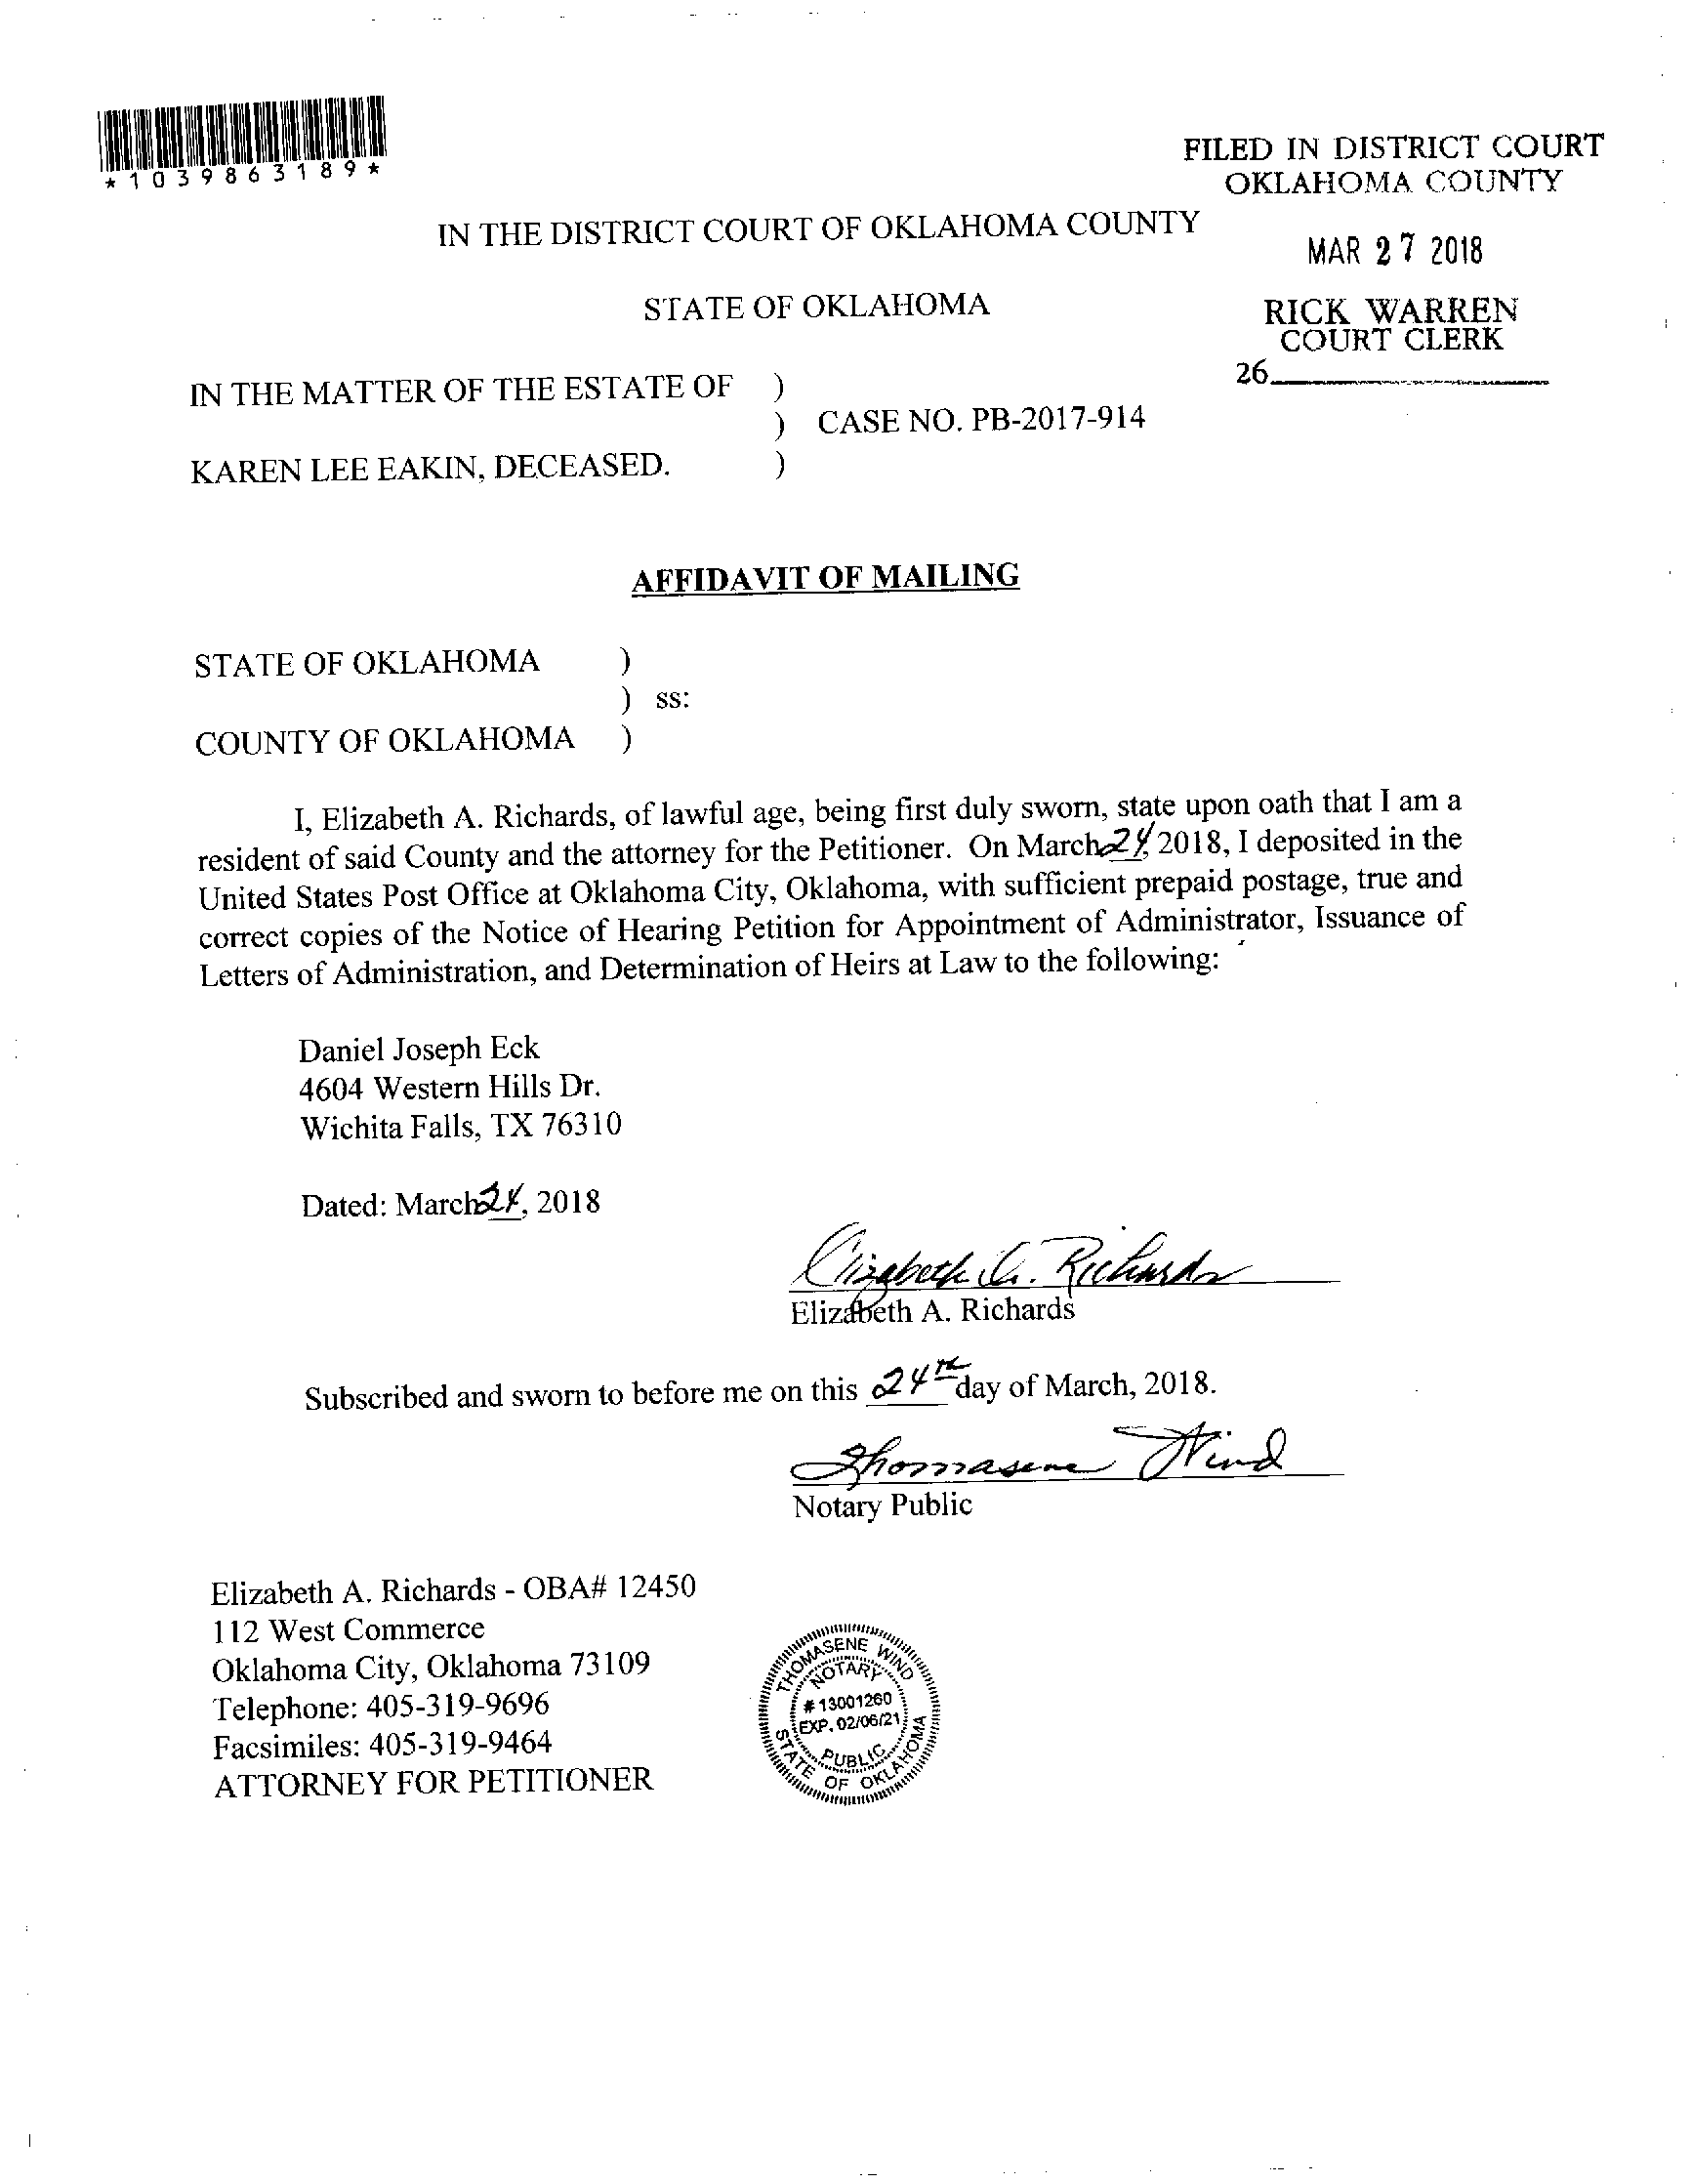 *1039863189*
FILED IN DISTRICT COURT
OKLAHOMA COUNTY
MAR 27 2018
RICK WARREN
COURT CLERK
26
IN THE DISTRICT COURT OF OKLAHOMA COUNTY
STATE OF OKLAHOMA
IN THE MATTER OF THE ESTATE OF )
) CASE NO. PB-2017-914
KAREN LEE EAKIN, DECEASED. )
AFFIDAVIT OF MAILING
STATE OF OKLAHOMA )
) ss:
COUNTY OF OKLAHOMA )
I, Elizabeth A. Richards, of lawful age, being first duly sworn, state upon oath that I am a
resident of said County and the attorney for the Petitioner. On March 24, 2018, I deposited in the
United States Post Office at Oklahoma City, Oklahoma, with sufficient prepaid postage, true and
correct copies of the Notice of Hearing Petition for Appointment of Administrator, Issuance of
Letters of Administration, and Determination of Heirs at Law to the following:
Daniel Joseph Eck
4604 Western Hills Dr.
Wichita Falls, TX 76310
Dated: March 24, 2018
Elizabeth A. Richards
Elizabeth A. Richards
Subscribed and sworn to before me on this 24th day of March, 2018.
Thomasene Wind
Notary Public
Elizabeth A. Richards - OBA# 12450
112 West Commerce
Oklahoma City, Oklahoma 73109
Telephone: 405-319-9696
Facsimiles: 405-319-9464
ATTORNEY FOR PETITIONER
THOMASENE WIND
NOTARY
# 13001260
EXP. 02/06/21
PUBLIC
STATE OF OKLAHOMA